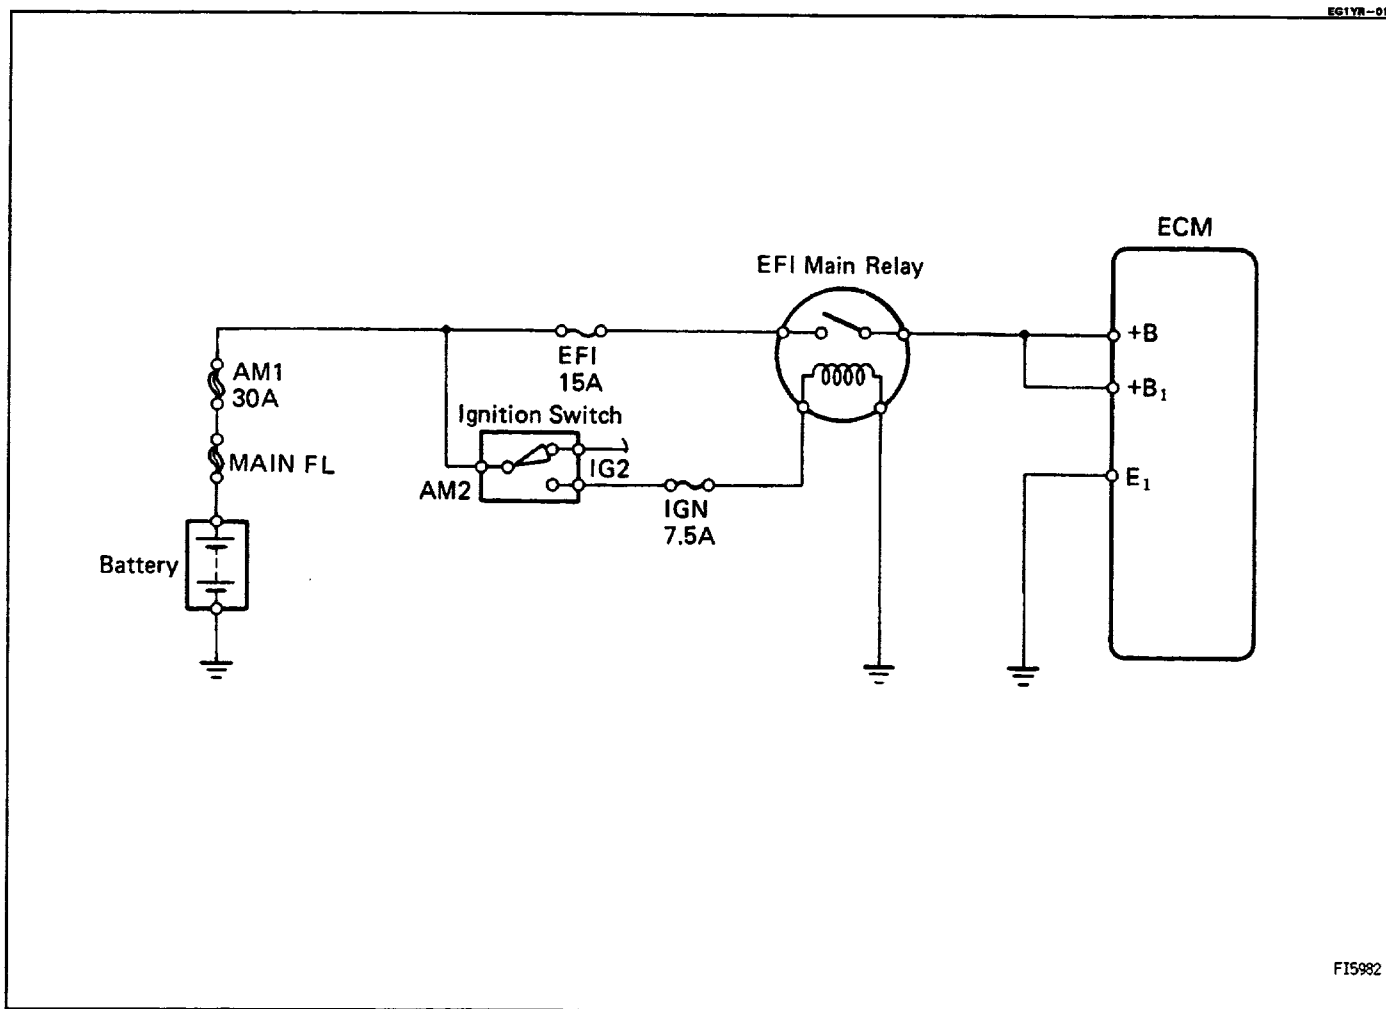 EG1YR-01
ECM
EFI Main Relay
+B
EFI
15A
AM1
30A
+B₁
Ignition Switch
MAIN FL
IG2
AM2
E₁
IGN
7.5A
Battery
FI5982